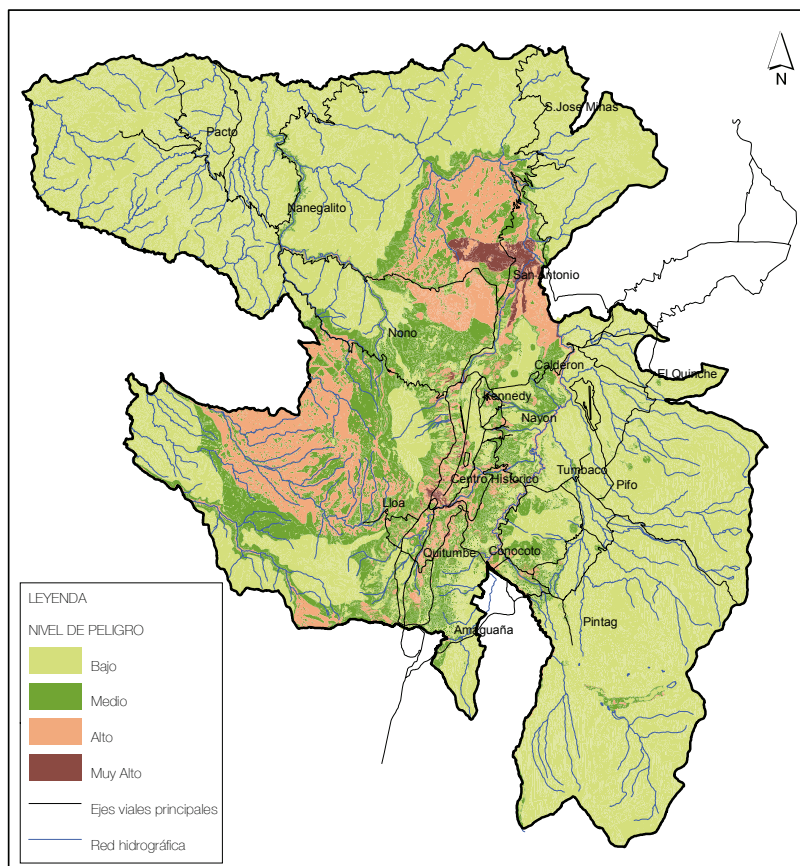 N
S.Jose Minas
Pacto
Nanegalito
San Antonio
Nono
Calderon
El Quinche
Kennedy
Nayon
Tumbaco
Centro Historico
Pifo
Lloa
Quitumbe
Conocoto
Amaguaña
Pintag
LEYENDA
NIVEL DE PELIGRO
Bajo
Medio
Alto
Muy Alto
Ejes viales principales
Red hidrográfica